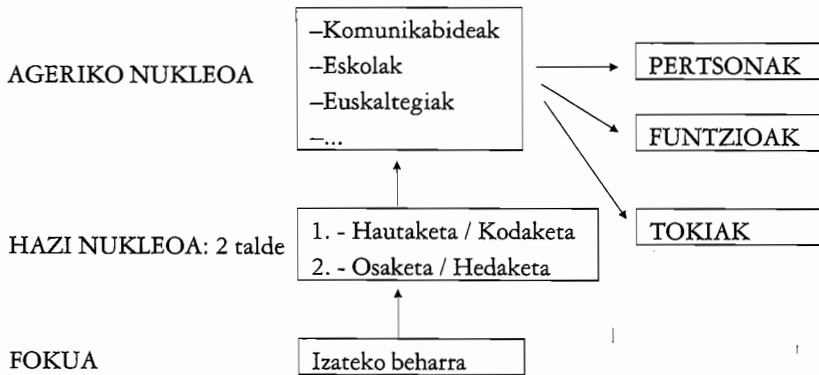 –Komunikabideak
AGERIKO NUKLEOA
–Eskolak
–Euskaltegiak
–...
PERTSONAK
FUNTZIOAK
TOKIAK
HAZI NUKLEOA: 2 talde
1. - Hautaketa / Kodaketa
2. - Osaketa / Hedaketa
FOKUA
Izateko beharra